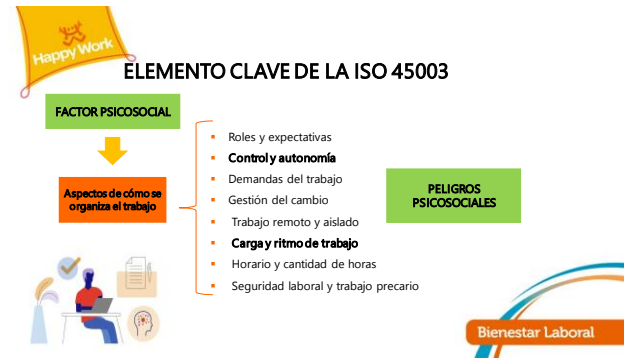 Happy Work
ELEMENTO CLAVE DE LA ISO 45003
FACTOR PSICOSOCIAL
Aspectos de cómo se
organiza el trabajo
▪ Roles y expectativas
▪ Control y autonomía
▪ Demandas del trabajo
▪ Gestión del cambio
▪ Trabajo remoto y aislado
▪ Carga y ritmo de trabajo
▪ Horario y cantidad de horas
▪ Seguridad laboral y trabajo precario
PELIGROS
PSICOSOCIALES
Bienestar Laboral